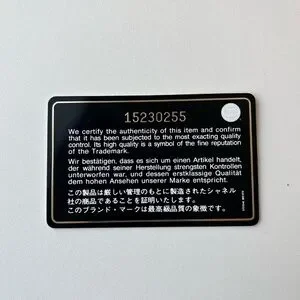 15230255
We certify the authenticity of this item and confirm
that it has been subjected to the most exacting quality
control. Its high quality is a symbol of the fine reputation
of the Trademark.
Wir bestätigen, dass es sich um einen Artikel handelt,
der während seiner Herstellung strengsten Kontrollen
unterworfen war, und dessen erstklassige Qualität
dem hohen Ansehen unserer Marke entspricht.
この製品は厳しい管理のもとに製造されたシャネル
社の商品であることを証明いたします。
このブランド・マークは最高級品質の象徴です。